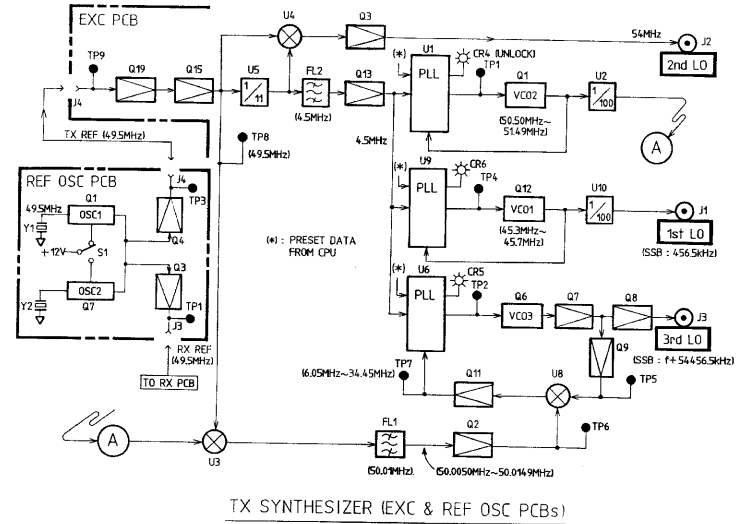 EXC PCB
TP9
Q19
Q15
J4
TX REF (49.5MHz)
U5
1/11
U4
Q3
FL2
(4.5MHz)
Q13
4.5MHz
TP8
(49.5MHz)
(*)
U1
PLL
CR4 (UNLOCK)
TP1
Q1
VCO2
(50.50MHz~
51.49MHz)
U2
1/100
A
54MHz
J2
2nd LO
(*)
U9
PLL
CR6
TP4
Q12
VCO1
(45.3MHz~
45.7MHz)
U10
1/100
J1
1st LO
(SSB : 456.5kHz)
(*) : PRESET DATA
FROM CPU
REF OSC PCB
Q1
49.5MHz
OSC1
Y1
+12V
S1
OSC2
Y2
Q7
J4
TP3
Q4
Q3
TP1
J3
RX REF
(49.5MHz)
TO RX PCB
(*)
U6
PLL
CR5
TP2
Q6
VCO3
Q7
Q8
J3
3rd LO
(SSB : f+54456.5kHz)
Q9
TP7
(6.05MHz~34.45MHz)
Q11
U8
TP5
TP6
A
U3
FL1
(50.01MHz).
Q2
(50.0050MHz~50.0149MHz)
TX SYNTHESIZER (EXC & REF OSC PCBs)